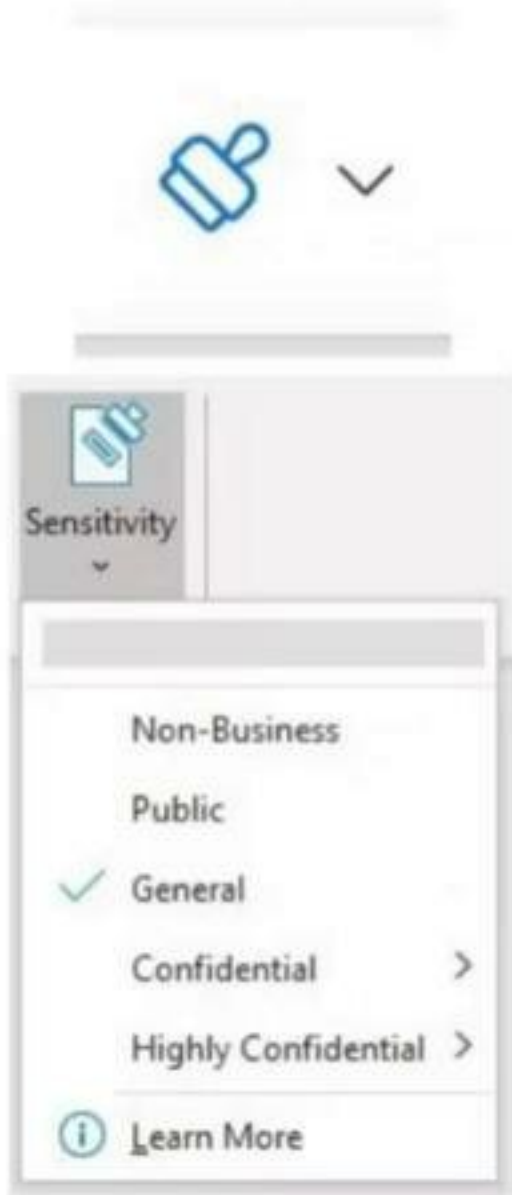 Sensitivity
Non-Business
Public
General
Confidential
Highly Confidential
Learn More